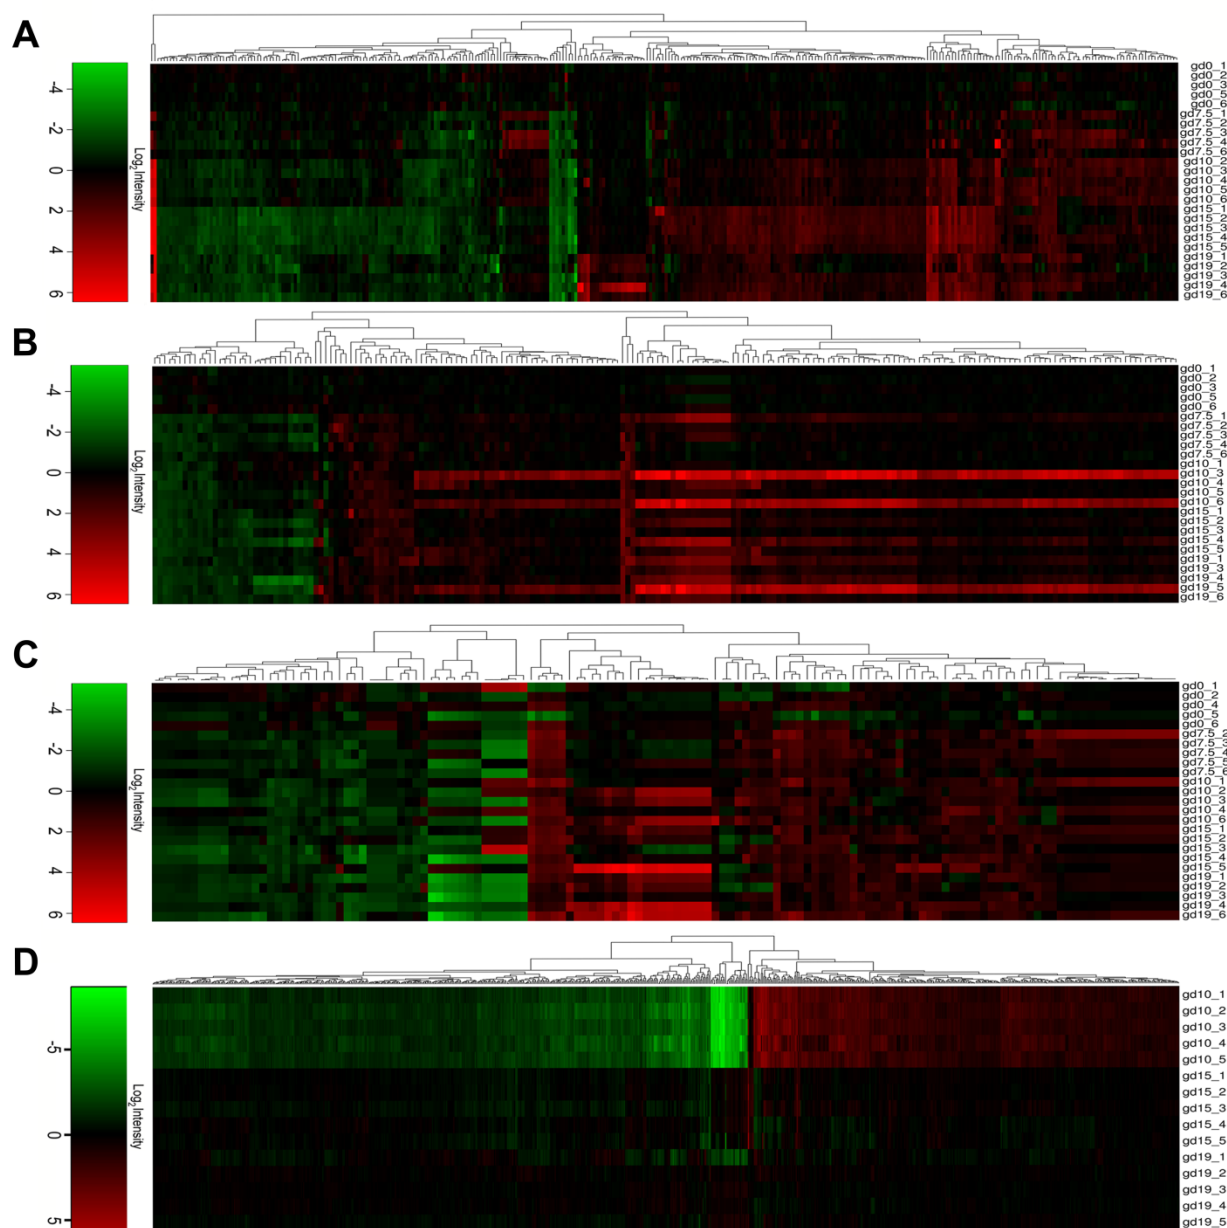 A
-4
-2
0
2
4
6
Log2 Intensity
gd0_1
gd0_2
gd0_3
gd0_5
gd0_6
gd7.5_1
gd7.5_2
gd7.5_3
gd7.5_4
gd7.5_6
gd10_2
gd10_3
gd10_4
gd10_5
gd10_6
gd15_1
gd15_2
gd15_3
gd15_4
gd15_5
gd19_1
gd19_2
gd19_3
gd19_4
gd19_6
B
-4
-2
0
2
4
6
Log2 Intensity
gd0_1
gd0_2
gd0_3
gd0_5
gd0_6
gd7.5_1
gd7.5_2
gd7.5_3
gd7.5_4
gd7.5_6
gd10_1
gd10_3
gd10_4
gd10_5
gd10_6
gd15_1
gd15_2
gd15_3
gd15_4
gd15_5
gd19_1
gd19_3
gd19_4
gd19_5
gd19_6
C
-4
-2
0
2
4
6
Log2 Intensity
gd0_1
gd0_2
gd0_4
gd0_5
gd0_6
gd7.5_2
gd7.5_3
gd7.5_4
gd7.5_5
gd7.5_6
gd10_1
gd10_2
gd10_3
gd10_4
gd10_6
gd15_1
gd15_2
gd15_3
gd15_4
gd15_5
gd19_1
gd19_2
gd19_3
gd19_4
gd19_6
D
-5
0
5
Log2 Intensity
gd10_1
gd10_2
gd10_3
gd10_4
gd10_5
gd15_1
gd15_2
gd15_3
gd15_4
gd15_5
gd19_1
gd19_2
gd19_3
gd19_4
gd19_5